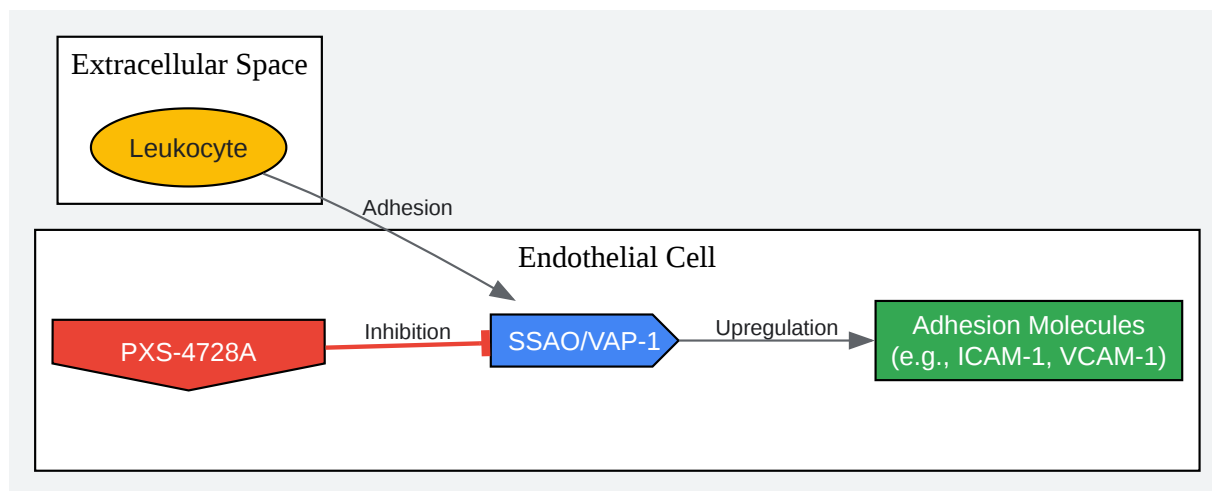 Extracellular Space
Leukocyte
Adhesion
Endothelial Cell
PXS-4728A
Inhibition
SSAO/VAP-1
Upregulation
Adhesion Molecules
(e.g., ICAM-1, VCAM-1)